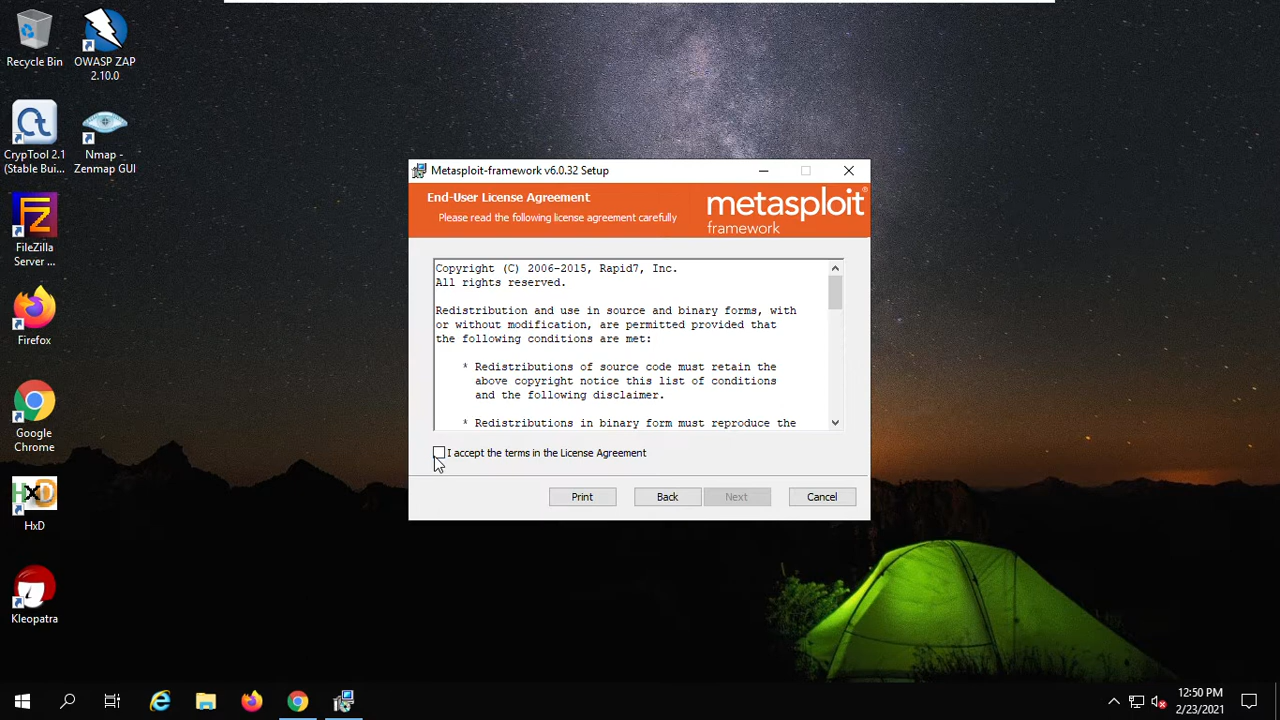 Recycle Bin
OWASP ZAP
2.10.0
CrypTool 2.1
(Stable Bui...
Nmap -
Zenmap GUI
FileZilla
Server ...
Firefox
Google
Chrome
HxD
Kleopatra
Metasploit-framework v6.0.32 Setup
End-User License Agreement
Please read the following license agreement carefully
metasploit®
framework
Copyright (C) 2006-2015, Rapid7, Inc.
All rights reserved.
Redistribution and use in source and binary forms, with
or without modification, are permitted provided that
the following conditions are met:
* Redistributions of source code must retain the
above copyright notice this list of conditions
and the following disclaimer.
* Redistributions in binary form must reproduce the
I accept the terms in the License Agreement
Print
Back
Next
Cancel
12:50 PM
2/23/2021